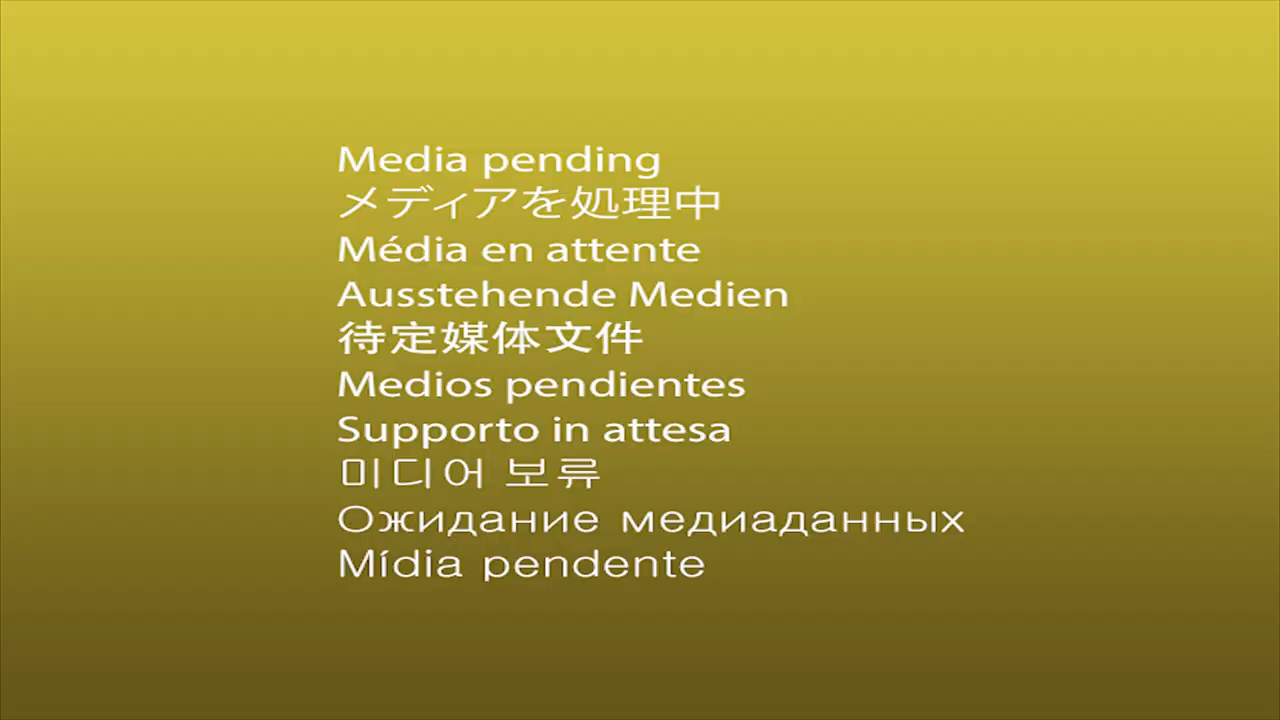 Media pending
メディアを処理中
Média en attente
Ausstehende Medien
待定媒体文件
Medios pendientes
Supporto in attesa
미디어 보류
Ожидание медиаданных
Mídia pendente